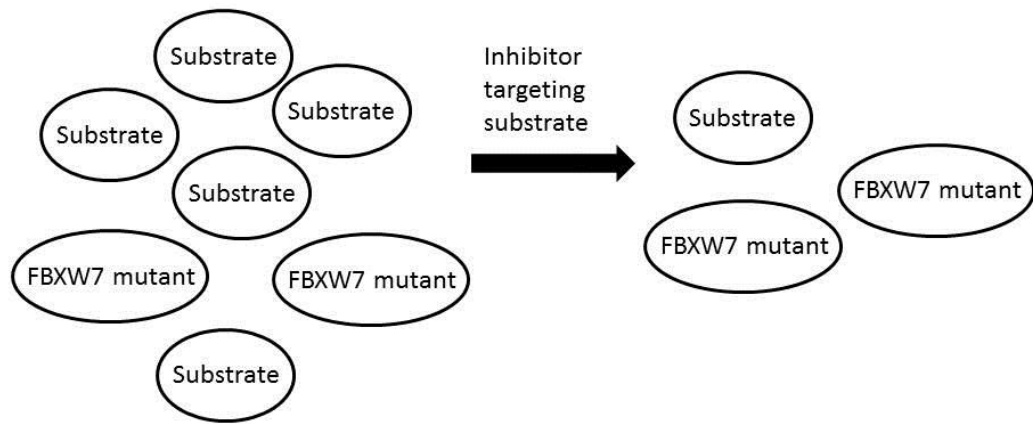 Substrate
Substrate
Substrate
Substrate
FBXW7 mutant
FBXW7 mutant
Substrate
Inhibitor
targeting
substrate
Substrate
FBXW7 mutant
FBXW7 mutant